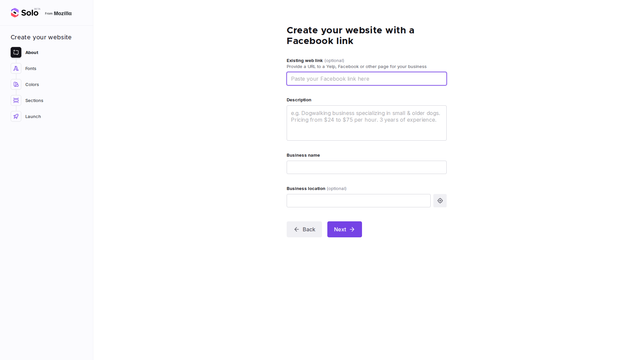 Solo
From Mozilla
Create your website
About
Fonts
Colors
Sections
Launch
Create your website with a
Facebook link
Existing web link (optional)
Provide a URL to a Yelp, Facebook or other page for your business
Paste your Facebook link here
Description
e.g. Dogwalking business specializing in small & older dogs.
Pricing from $24 to $75 per hour. 3 years of experience.
Business name
Business location (optional)
Back
Next